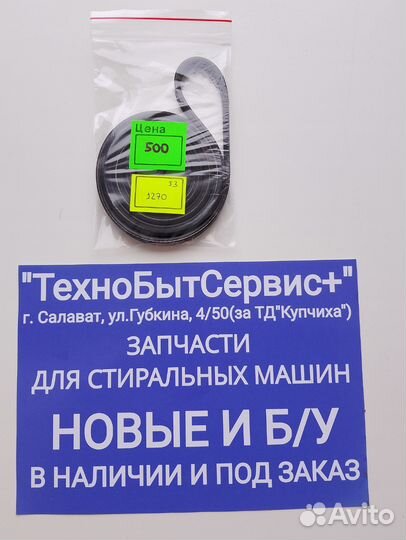 Цена
500
J3
1270
"ТехноБытСервис+"
г. Салават, ул.Губкина, 4/50(за ТД"Купчиха")
ЗАПЧАСТИ
ДЛЯ СТИРАЛЬНЫХ МАШИН
НОВЫЕ И Б/У
В НАЛИЧИИ И ПОД ЗАКАЗ
Avito